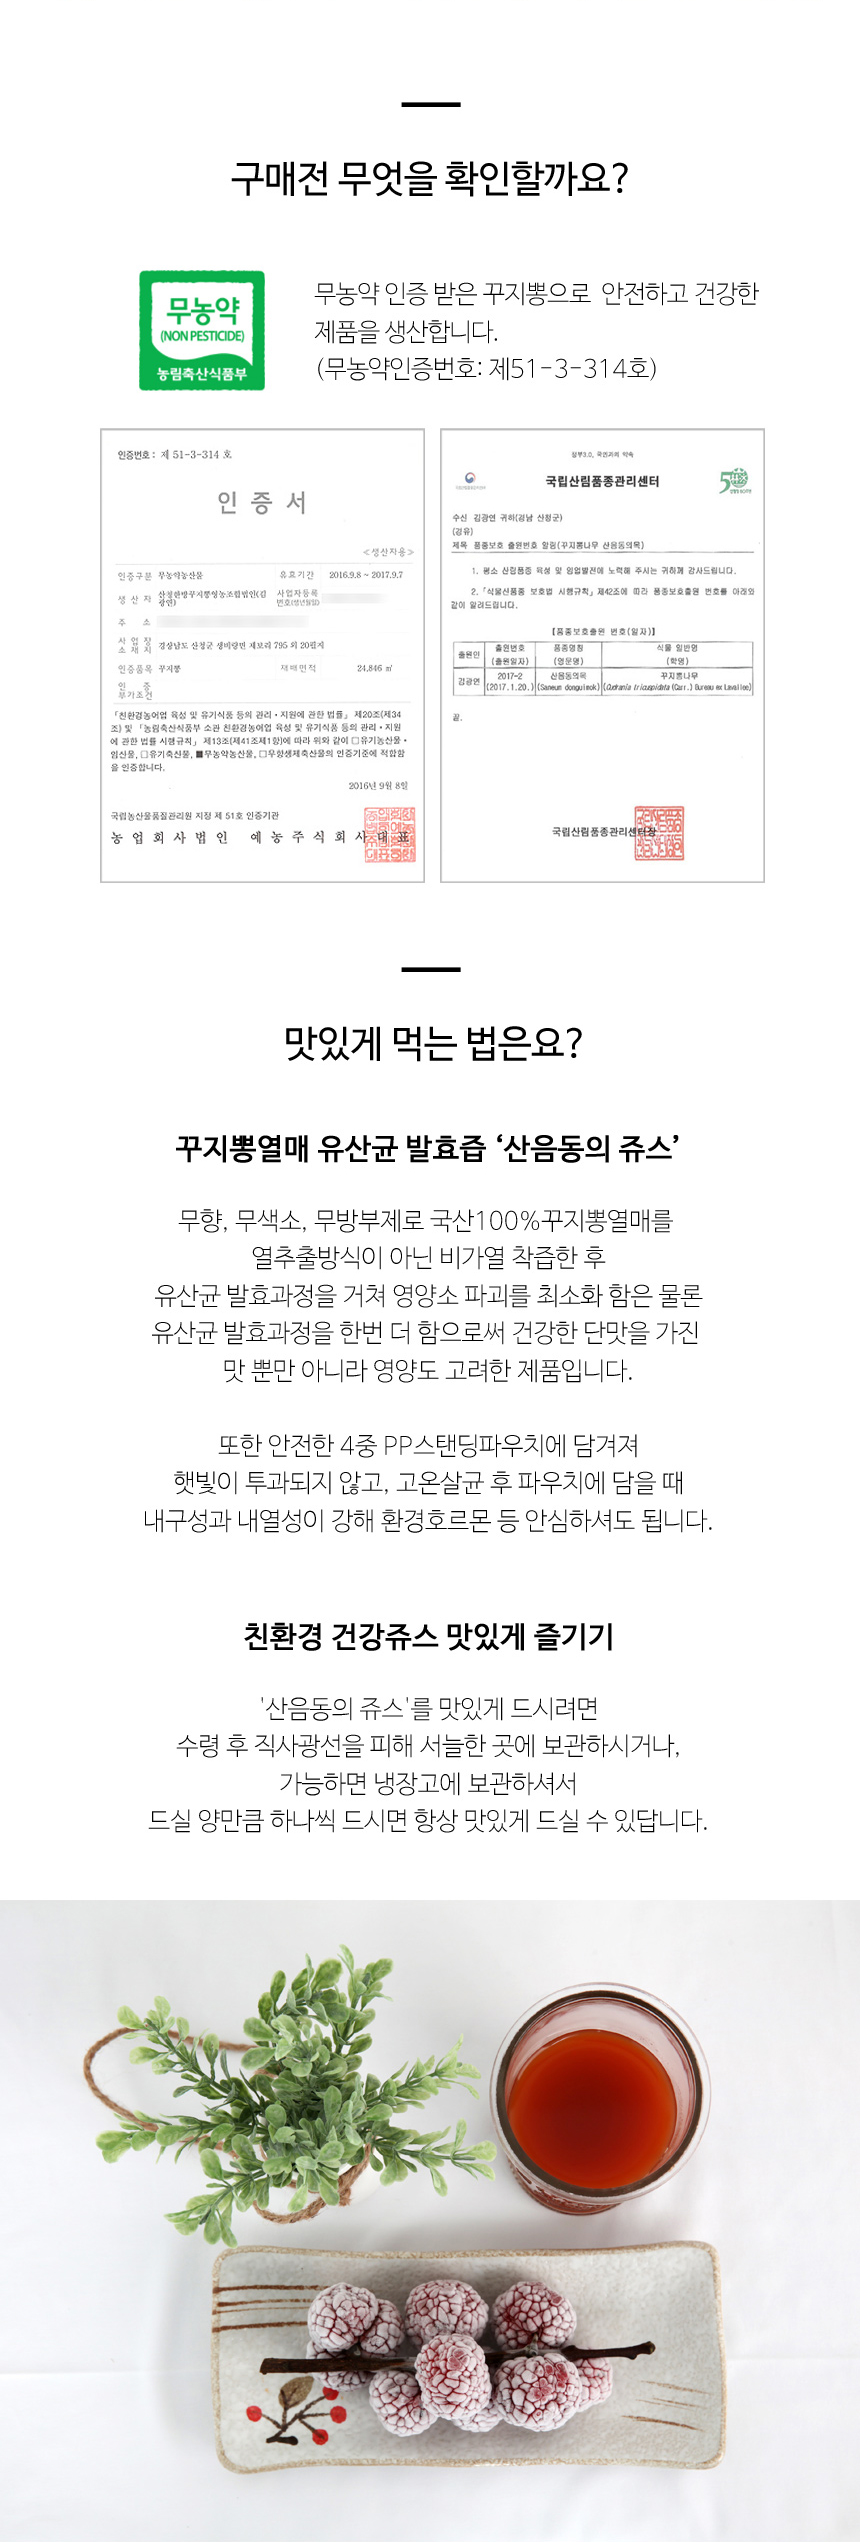 구매전 무엇을 확인할까요?
무농약
(NON PESTICIDE)
농림축산식품부
무농약 인증 받은 꾸지뽕으로 안전하고 건강한
제품을 생산합니다.
(무농약인증번호: 제51-3-314호)
인증번호 : 제 51-3-314 호
인 증 서
<생산자용>
인증구분 무농약농산물 유효기간 2016.9.8 ~ 2017.9.7
생 산 자 산청한방꾸지뽕영농조합법인(김광연) 사업자등록번호(생년월일)
주 소
사업장소재지 경상남도 산청군 생비량면 제보리 795 외 20필지
인증품목 꾸지뽕 재배면적 24,846 ㎡
인 증
부가조건
「친환경농어업 육성 및 유기식품 등의 관리・지원에 관한 법률」 제20조(제34
조) 및 「농림축산식품부 소관 친환경농어업 육성 및 유기식품 등의 관리・지원
에 관한 법률 시행규칙」 제13조(제41조제1항)에 따라 위와 같이 □유기농산물・
임산물, □유기축산물, ■무농약농산물, □무항생제축산물의 인증기준에 적합함
을 인증합니다.
2016년 9월 8일
국립농산물품질관리원 지정 제 51호 인증기관
농 업 회 사 법 인 예 농 주 식 회 사 대 표
정부3.0, 국민과의 약속
국립산림품종관리센터
수신 김광연 귀하(경남 산청군)
(경유)
제목 품종보호 출원번호 알림(꾸지뽕나무 산음동의목)
1. 평소 산림품종 육성 및 임업발전에 노력해 주시는 귀하께 감사드립니다.
2.「식물신품종 보호법 시행규칙」제42조에 따라 품종보호출원 번호를 아래와
같이 알려드립니다.
【품종보호출원 번호(일자)】
출원인 출원번호 (출원일자) 품종명칭 (영문명) 식물 일반명 (학명)
김광연 2017-2 (2017.1.20.) 산음동의목 (Saneum donguimok) 꾸지뽕나무 (Cudrania tricuspidata (Carr.) Bureau ex Lavallee)
끝.
국립산림품종관리센터장
맛있게 먹는 법은요?
꾸지뽕열매 유산균 발효즙 ‘산음동의 쥬스’
무향, 무색소, 무방부제로 국산100%꾸지뽕열매를
열추출방식이 아닌 비가열 착즙한 후
유산균 발효과정을 거쳐 영양소 파괴를 최소화 함은 물론
유산균 발효과정을 한번 더 함으로써 건강한 단맛을 가진
맛 뿐만 아니라 영양도 고려한 제품입니다.
또한 안전한 4중 PP스탠딩파우치에 담겨져
햇빛이 투과되지 않고, 고온살균 후 파우치에 담을 때
내구성과 내열성이 강해 환경호르몬 등 안심하셔도 됩니다.
친환경 건강쥬스 맛있게 즐기기
'산음동의 쥬스'를 맛있게 드시려면
수령 후 직사광선을 피해 서늘한 곳에 보관하시거나,
가능하면 냉장고에 보관하셔서
드실 양만큼 하나씩 드시면 항상 맛있게 드실 수 있답니다.